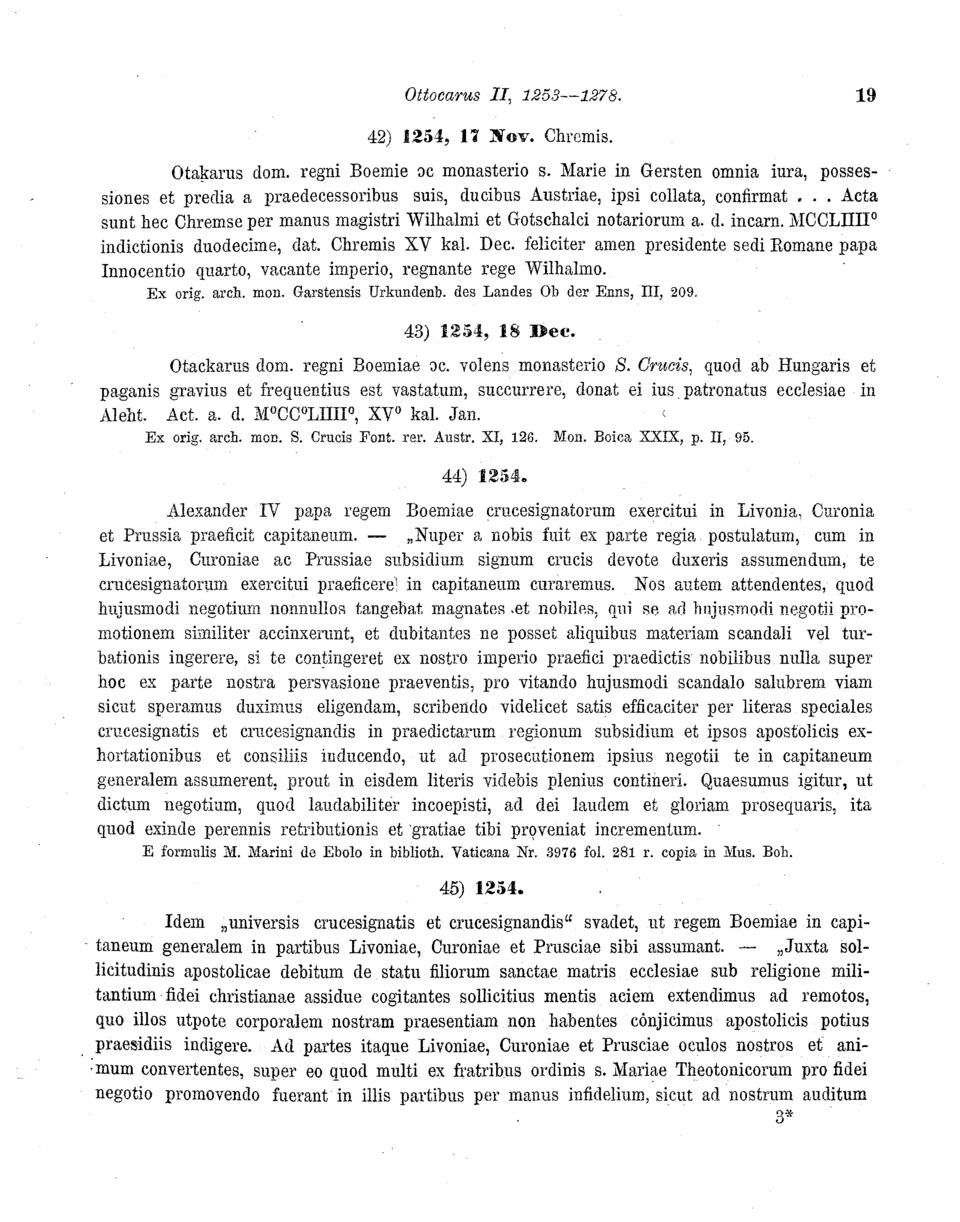 Ottocarus II, 1253--1278.
19
42) 1254, 17 Nov. Chremis.
Otakarus dom. regni Boemie ɔc monasterio s. Marie in Gersten omnia iura, posses-
siones et predia a praedecessoribus suis, ducibus Austriae, ipsi collata, confirmat . . . Acta
sunt hec Chremse per manus magistri Wilhalmi et Gotschalci notariorum a. d. incarn. MCCLIIII⁰
indictionis duodecime, dat. Chremis XV kal. Dec. feliciter amen presidente sedi Romane papa
Innocentio quarto, vacante imperio, regnante rege Wilhalmo.
Ex orig. arch. mon. Garstensis Urkundenb. des Landes Ob der Enns, III, 209.
43) 1254, 18 Dec.
Otackarus dom. regni Boemiae ɔc. volens monasterio S. Crucis, quod ab Hungaris et
paganis gravius et frequentius est vastatum, succurrere, donat ei ius patronatus ecclesiae in
Aleht. Act. a. d. M⁰CC⁰LIIII⁰, XV⁰ kal. Jan.
Ex orig. arch. mon. S. Crucis Font. rer. Austr. XI, 126. Mon. Boica XXIX, p. II, 95.
44) 1254.
Alexander IV papa regem Boemiae crucesignatorum exercitui in Livonia, Curonia
et Prussia praeficit capitaneum. — „Nuper a nobis fuit ex parte regia postulatum, cum in
Livoniae, Curoniae ac Prussiae subsidium signum crucis devote duxeris assumendum, te
crucesignatorum exercitui praeficere in capitaneum curaremus. Nos autem attendentes, quod
hujusmodi negotium nonnullos tangebat magnates et nobiles, qui se ad hujusmodi negotii pro-
motionem similiter accinxerunt, et dubitantes ne posset aliquibus materiam scandali vel tur-
bationis ingerere, si te contingeret ex nostro imperio praefici praedictis nobilibus nulla super
hoc ex parte nostra persvasione praeventis, pro vitando hujusmodi scandalo salubrem viam
sicut speramus duximus eligendam, scribendo videlicet satis efficaciter per literas speciales
crucesignatis et crucesignandis in praedictarum regionum subsidium et ipsos apostolicis ex-
hortationibus et consiliis inducendo, ut ad prosecutionem ipsius negotii te in capitaneum
generalem assumerent, prout in eisdem literis videbis plenius contineri. Quaesumus igitur, ut
dictum negotium, quod laudabiliter incoepisti, ad dei laudem et gloriam prosequaris, ita
quod exinde perennis retributionis et gratiae tibi proveniat incrementum.
E formulis M. Marini de Ebolo in biblioth. Vaticana Nr. 3976 fol. 281 r. copia in Mus. Boh.
45) 1254.
Idem „universis crucesignatis et crucesignandis“ svadet, ut regem Boemiae in capi-
taneum generalem in partibus Livoniae, Curoniae et Prusciae sibi assumant. — „Juxta sol-
licitudinis apostolicae debitum de statu filiorum sanctae matris ecclesiae sub religione mili-
tantium fidei christianae assidue cogitantes sollicitius mentis aciem extendimus ad remotos,
quo illos utpote corporalem nostram praesentiam non habentes cónjicimus apostolicis potius
praesidiis indigere. Ad partes itaque Livoniae, Curoniae et Prusciae oculos nostros et ani-
mum convertentes, super eo quod multi ex fratribus ordinis s. Mariae Theotonicorum pro fidei
negotio promovendo fuerant in illis partibus per manus infidelium, sicut ad nostrum auditum
3*